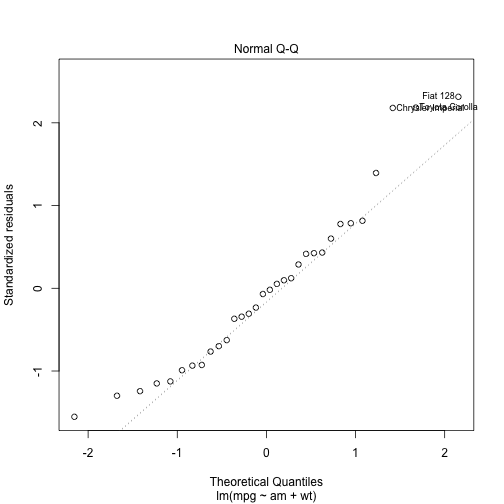 Normal Q-Q
Fiat 128
Chrysler Imperial
Toyota Corolla
2
1
0
-1
Standardized residuals
-2
-1
0
1
2
Theoretical Quantiles
lm(mpg ~ am + wt)